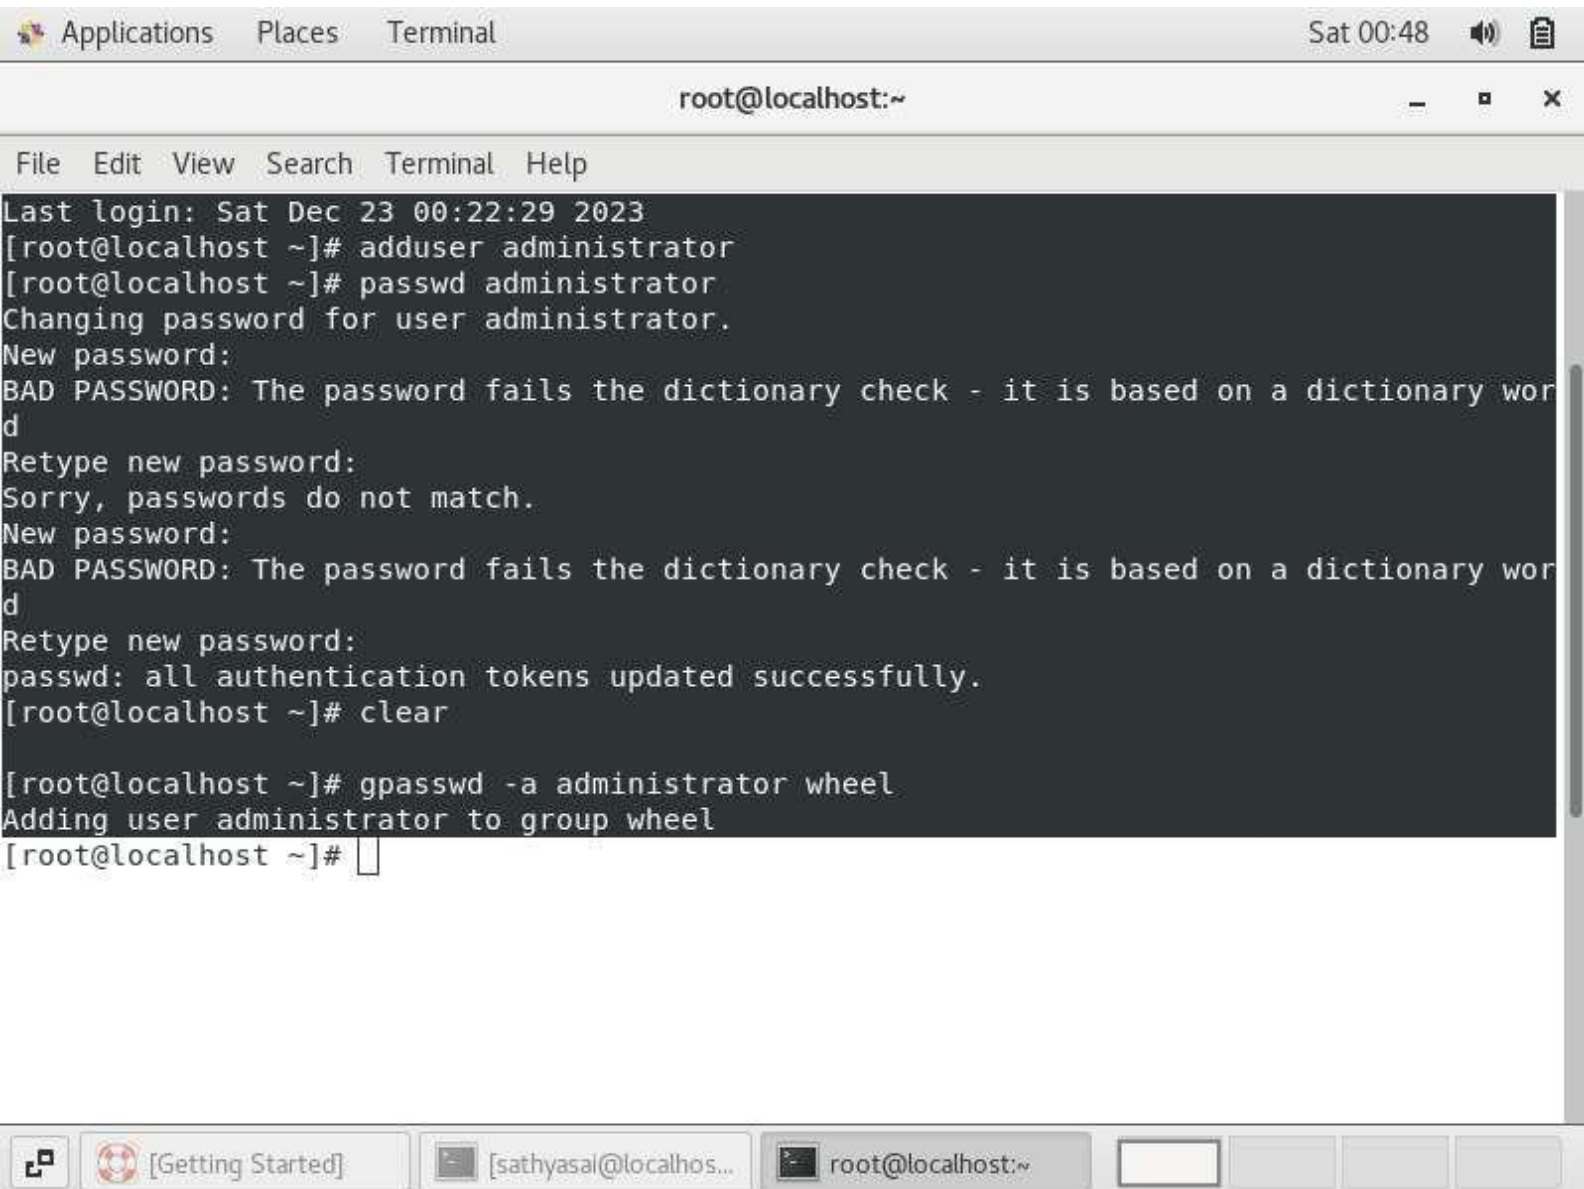 Applications Places Terminal Sat 00:48
root@localhost:~
File Edit View Search Terminal Help
Last login: Sat Dec 23 00:22:29 2023
[root@localhost ~]# adduser administrator
[root@localhost ~]# passwd administrator
Changing password for user administrator.
New password:
BAD PASSWORD: The password fails the dictionary check - it is based on a dictionary wor
d
Retype new password:
Sorry, passwords do not match.
New password:
BAD PASSWORD: The password fails the dictionary check - it is based on a dictionary wor
d
Retype new password:
passwd: all authentication tokens updated successfully.
[root@localhost ~]# clear
[root@localhost ~]# gpasswd -a administrator wheel
Adding user administrator to group wheel
[root@localhost ~]#
[Getting Started] [sathyasai@localhos... root@localhost:~